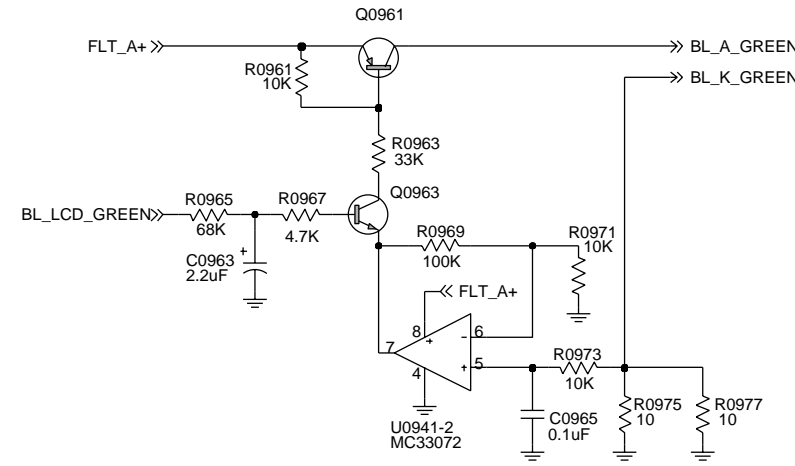 Q0961
FLT_A+
BL_A_GREEN
R0961
10K
BL_K_GREEN
R0963
33K
Q0963
R0965
68K
R0967
4.7K
BL_LCD_GREEN
R0969
100K
R0971
10K
C0963
2.2uF
+
FLT_A+
8
+
-
6
7
+
5
4
R0973
10K
U0941-2
MC33072
C0965
0.1uF
R0975
10
R0977
10